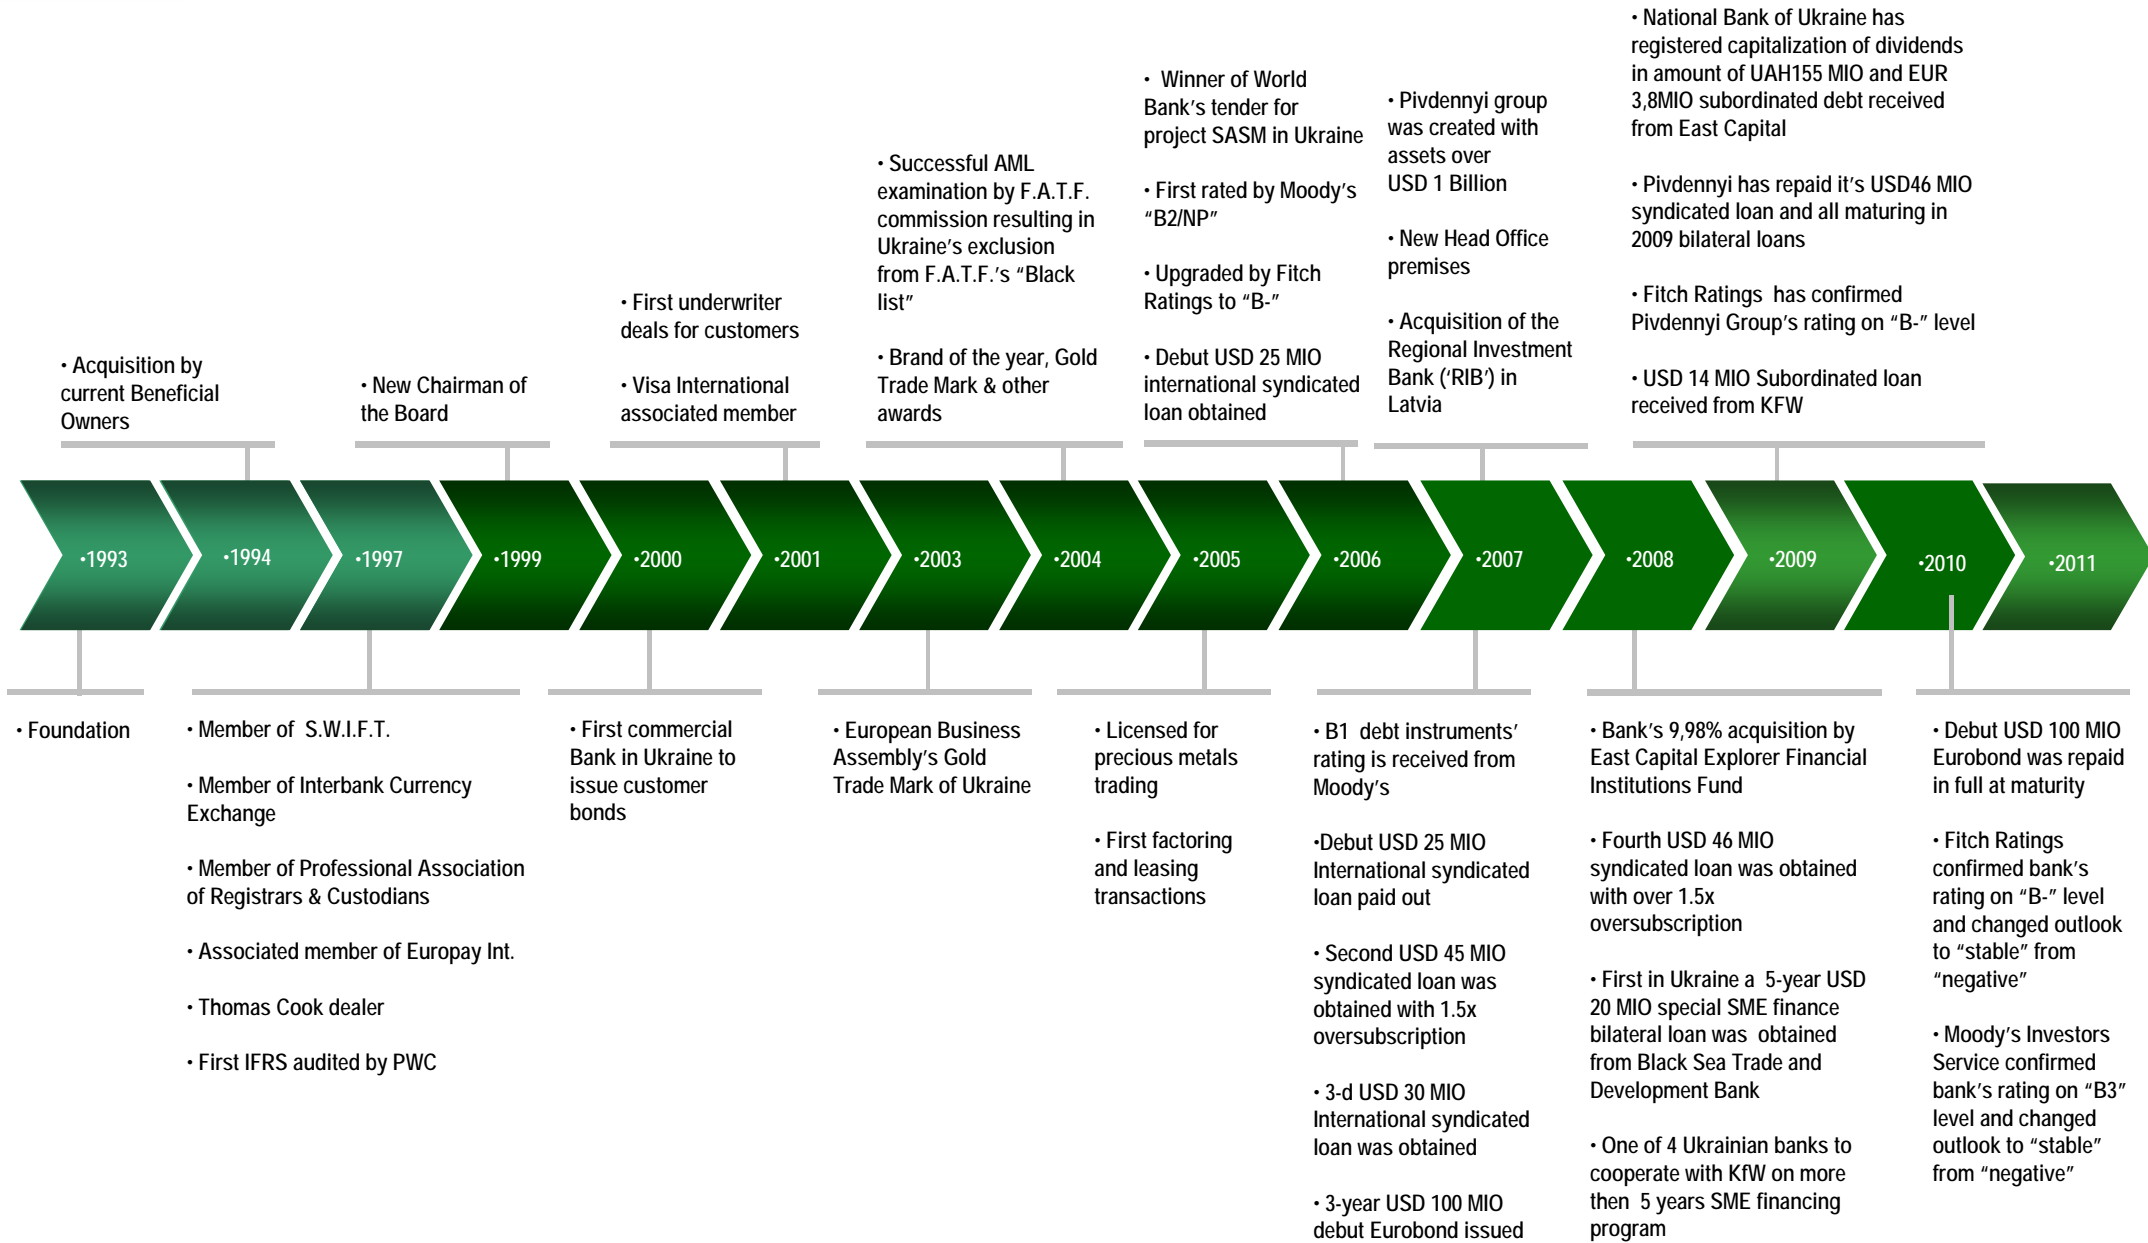 • Acquisition by
current Beneficial
Owners
• New Chairman of
the Board
• First underwriter
deals for customers
• Visa International
associated member
• Successful AML
examination by F.A.T.F.
commission resulting in
Ukraine’s exclusion
from F.A.T.F.’s “Black
list”
• Brand of the year, Gold
Trade Mark & other
awards
• Winner of World
Bank’s tender for
project SASM in Ukraine
• First rated by Moody’s
“B2/NP”
• Upgraded by Fitch
Ratings to “B-”
• Debut USD 25 MIO
international syndicated
loan obtained
• Pivdennyi group
was created with
assets over
USD 1 Billion
• New Head Office
premises
• Acquisition of the
Regional Investment
Bank (‘RIB’) in
Latvia
• National Bank of Ukraine has
registered capitalization of dividends
in amount of UAH155 MIO and EUR
3,8MIO subordinated debt received
from East Capital
• Pivdennyi has repaid it’s USD46 MIO
syndicated loan and all maturing in
2009 bilateral loans
• Fitch Ratings has confirmed
Pivdennyi Group’s rating on “B-” level
• USD 14 MIO Subordinated loan
received from KFW
•1993
•1994
•1997
•1999
•2000
•2001
•2003
•2004
•2005
•2006
•2007
•2008
•2009
•2010
•2011
• Foundation
• Member of S.W.I.F.T.
• Member of Interbank Currency
Exchange
• Member of Professional Association
of Registrars & Custodians
• Associated member of Europay Int.
• Thomas Cook dealer
• First IFRS audited by PWC
• First commercial
Bank in Ukraine to
issue customer
bonds
• European Business
Assembly’s Gold
Trade Mark of Ukraine
• Licensed for
precious metals
trading
• First factoring
and leasing
transactions
• B1 debt instruments’
rating is received from
Moody’s
•Debut USD 25 MIO
International syndicated
loan paid out
• Second USD 45 MIO
syndicated loan was
obtained with 1.5x
oversubscription
• 3-d USD 30 MIO
International syndicated
loan was obtained
• 3-year USD 100 MIO
debut Eurobond issued
• Bank’s 9,98% acquisition by
East Capital Explorer Financial
Institutions Fund
• Fourth USD 46 MIO
syndicated loan was obtained
with over 1.5x
oversubscription
• First in Ukraine a 5-year USD
20 MIO special SME finance
bilateral loan was obtained
from Black Sea Trade and
Development Bank
• One of 4 Ukrainian banks to
cooperate with KfW on more
then 5 years SME financing
program
• Debut USD 100 MIO
Eurobond was repaid
in full at maturity
• Fitch Ratings
confirmed bank’s
rating on “B-” level
and changed outlook
to “stable” from
“negative”
• Moody’s Investors
Service confirmed
bank’s rating on “B3”
level and changed
outlook to “stable”
from “negative”